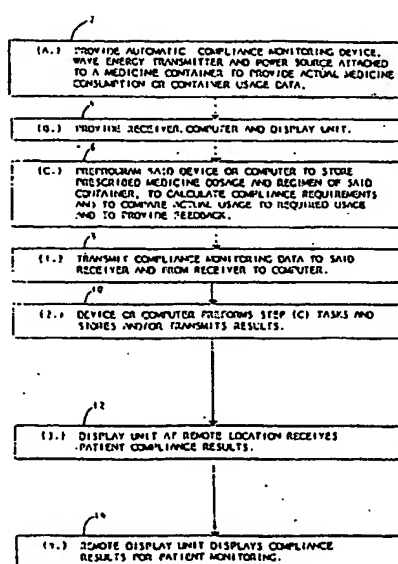 2
(A.) PROVIDE AUTOMATIC COMPLIANCE MONITORING DEVICE,
WAVE ENERGY TRANSMITTER AND POWER SOURCE ATTACHED
TO A MEDICINE CONTAINER TO PROVIDE ACTUAL MEDICINE
CONSUMPTION OR CONTAINER USAGE DATA.
4
(B.) PROVIDE RECEIVER, COMPUTER AND DISPLAY UNIT.
6
(C.) PREPROGRAM SAID DEVICE OR COMPUTER TO STORE
PRESCRIBED MEDICINE DOSAGE AND REGIMEN OF SAID
CONTAINER, TO CALCULATE COMPLIANCE REQUIREMENTS
AND TO COMPARE ACTUAL USAGE TO REQUIRED USAGE
AND TO PROVIDE FEEDBACK.
8
(1.) TRANSMIT COMPLIANCE MONITORING DATA TO SAID
RECEIVER AND FROM RECEIVER TO COMPUTER.
10
(2.) DEVICE OR COMPUTER PREFORMS STEP (C) TASKS AND
STORES AND/OR TRANSMITS RESULTS.
12
(3.) DISPLAY UNIT AT REMOTE LOCATION RECEIVES
PATIENT COMPLIANCE RESULTS.
14
(4.) REMOTE DISPLAY UNIT DISPLAYS COMPLIANCE
RESULTS FOR PATIENT MONITORING.